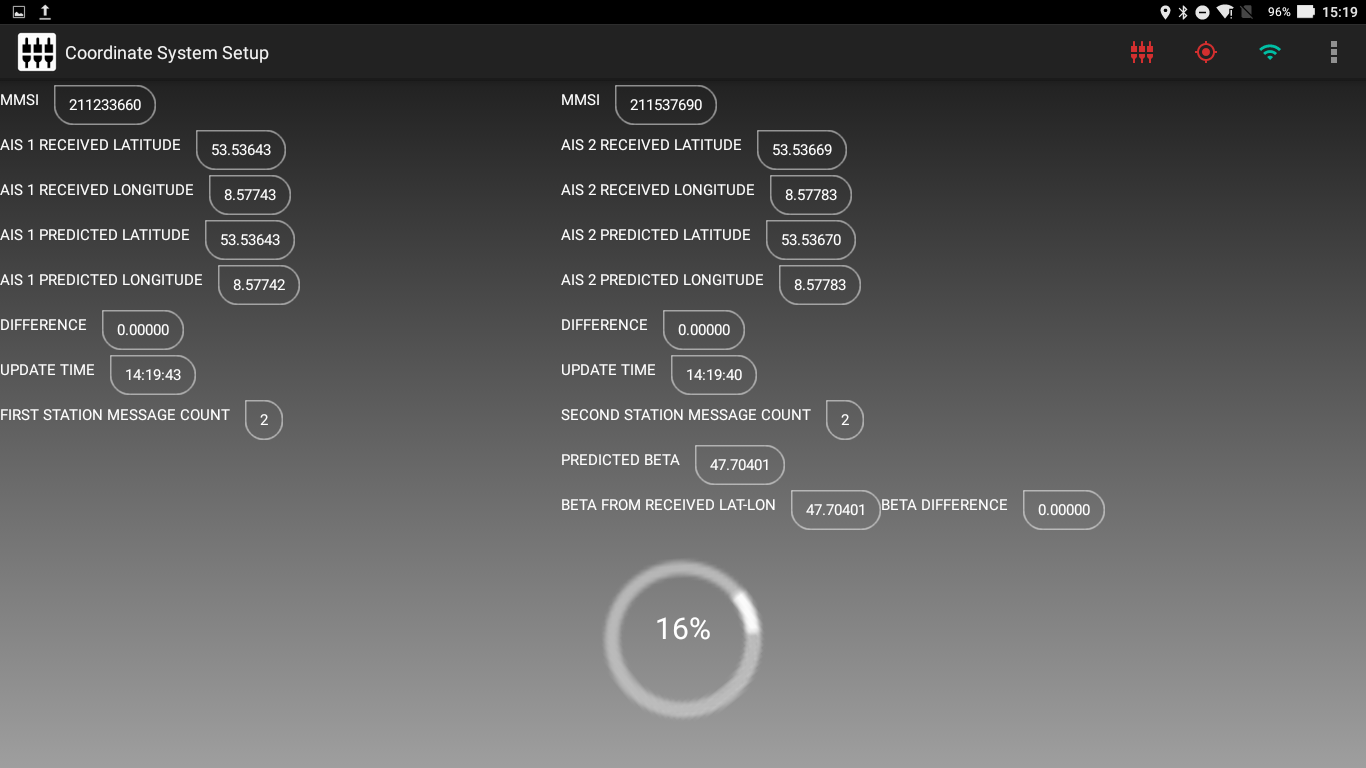 96% 15:19
Coordinate System Setup
MMSI 211233660
AIS 1 RECEIVED LATITUDE 53.53643
AIS 1 RECEIVED LONGITUDE 8.57743
AIS 1 PREDICTED LATITUDE 53.53643
AIS 1 PREDICTED LONGITUDE 8.57742
DIFFERENCE 0.00000
UPDATE TIME 14:19:43
FIRST STATION MESSAGE COUNT 2
MMSI 211537690
AIS 2 RECEIVED LATITUDE 53.53669
AIS 2 RECEIVED LONGITUDE 8.57783
AIS 2 PREDICTED LATITUDE 53.53670
AIS 2 PREDICTED LONGITUDE 8.57783
DIFFERENCE 0.00000
UPDATE TIME 14:19:40
SECOND STATION MESSAGE COUNT 2
PREDICTED BETA 47.70401
BETA FROM RECEIVED LAT-LON 47.70401 BETA DIFFERENCE 0.00000
16%